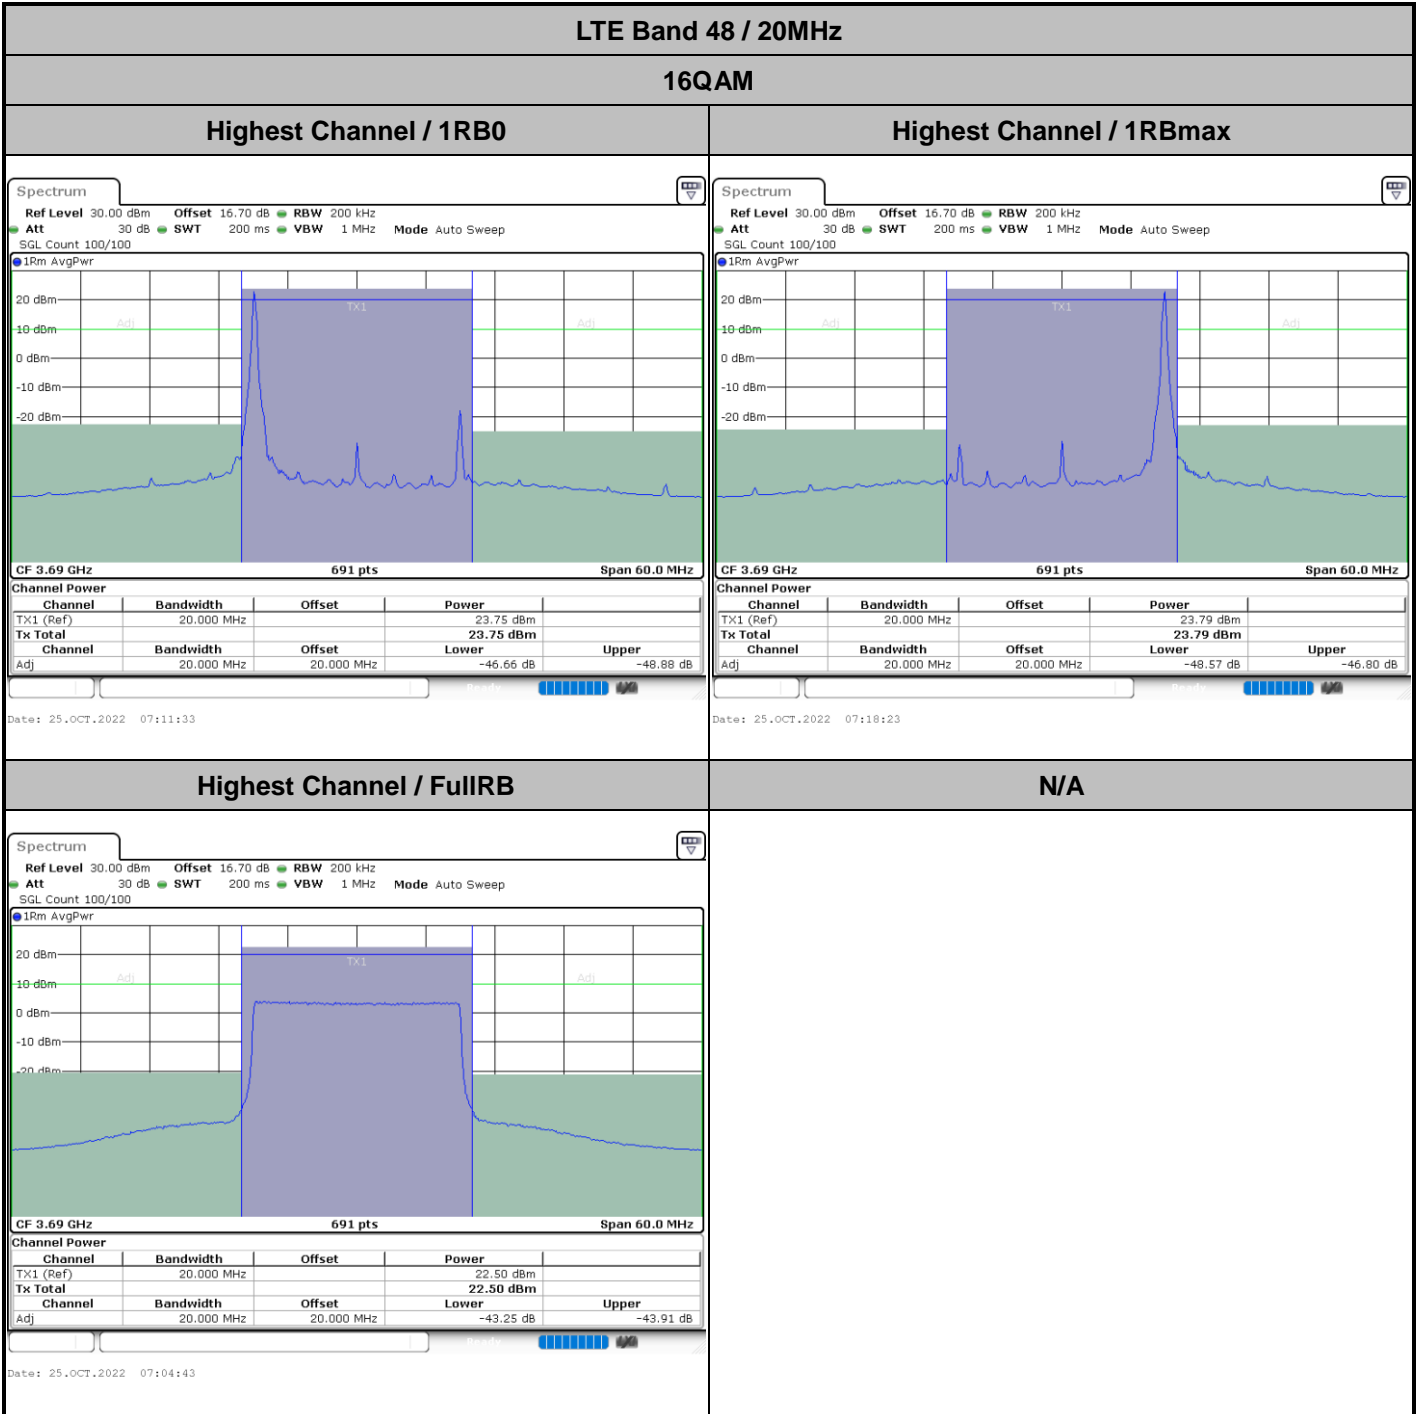 LTE Band 48 / 20MHz
16QAM
Highest Channel / 1RB0
Highest Channel / 1RBmax
Spectrum
Ref Level 30.00 dBm Offset 16.70 dB RBW 200 kHz
Att 30 dB SWT 200 ms VBW 1 MHz Mode Auto Sweep
SGL Count 100/100
1Rm AvgPwr
TX1
20 dBm
Adj Adj
10 dBm
0 dBm
-10 dBm
-20 dBm
CF 3.69 GHz 691 pts Span 60.0 MHz
Channel Power
Channel Bandwidth Offset Power
TX1 (Ref) 20.000 MHz 23.75 dBm
Tx Total 23.75 dBm
Channel Bandwidth Offset Lower Upper
Adj 20.000 MHz 20.000 MHz -46.66 dB -48.88 dB
Ready
Date: 25.OCT.2022 07:11:33
Spectrum
Ref Level 30.00 dBm Offset 16.70 dB RBW 200 kHz
Att 30 dB SWT 200 ms VBW 1 MHz Mode Auto Sweep
SGL Count 100/100
1Rm AvgPwr
20 dBm
TX1
Adj Adj
10 dBm
0 dBm
-10 dBm
-20 dBm
CF 3.69 GHz 691 pts Span 60.0 MHz
Channel Power
Channel Bandwidth Offset Power
TX1 (Ref) 20.000 MHz 23.79 dBm
Tx Total 23.79 dBm
Channel Bandwidth Offset Lower Upper
Adj 20.000 MHz 20.000 MHz -48.57 dB -46.80 dB
Ready
Date: 25.OCT.2022 07:18:23
Highest Channel / FullRB
N/A
Spectrum
Ref Level 30.00 dBm Offset 16.70 dB RBW 200 kHz
Att 30 dB SWT 200 ms VBW 1 MHz Mode Auto Sweep
SGL Count 100/100
1Rm AvgPwr
20 dBm
TX1
Adj Adj
10 dBm
0 dBm
-10 dBm
-20 dBm
CF 3.69 GHz 691 pts Span 60.0 MHz
Channel Power
Channel Bandwidth Offset Power
TX1 (Ref) 20.000 MHz 22.50 dBm
Tx Total 22.50 dBm
Channel Bandwidth Offset Lower Upper
Adj 20.000 MHz 20.000 MHz -43.25 dB -43.91 dB
Ready
Date: 25.OCT.2022 07:04:43